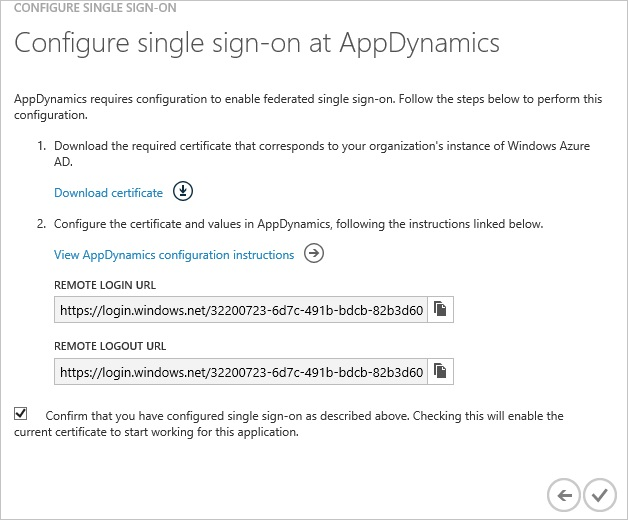 CONFIGURE SINGLE SIGN-ON
Configure single sign-on at AppDynamics
AppDynamics requires configuration to enable federated single sign-on. Follow the steps below to perform this
configuration.
1. Download the required certificate that corresponds to your organization's instance of Windows Azure
AD.
Download certificate
2. Configure the certificate and values in AppDynamics, following the instructions linked below.
View AppDynamics configuration instructions
REMOTE LOGIN URL
https://login.windows.net/32200723-6d7c-491b-bdcb-82b3d60
REMOTE LOGOUT URL
https://login.windows.net/32200723-6d7c-491b-bdcb-82b3d60
Confirm that you have configured single sign-on as described above. Checking this will enable the
current certificate to start working for this application.